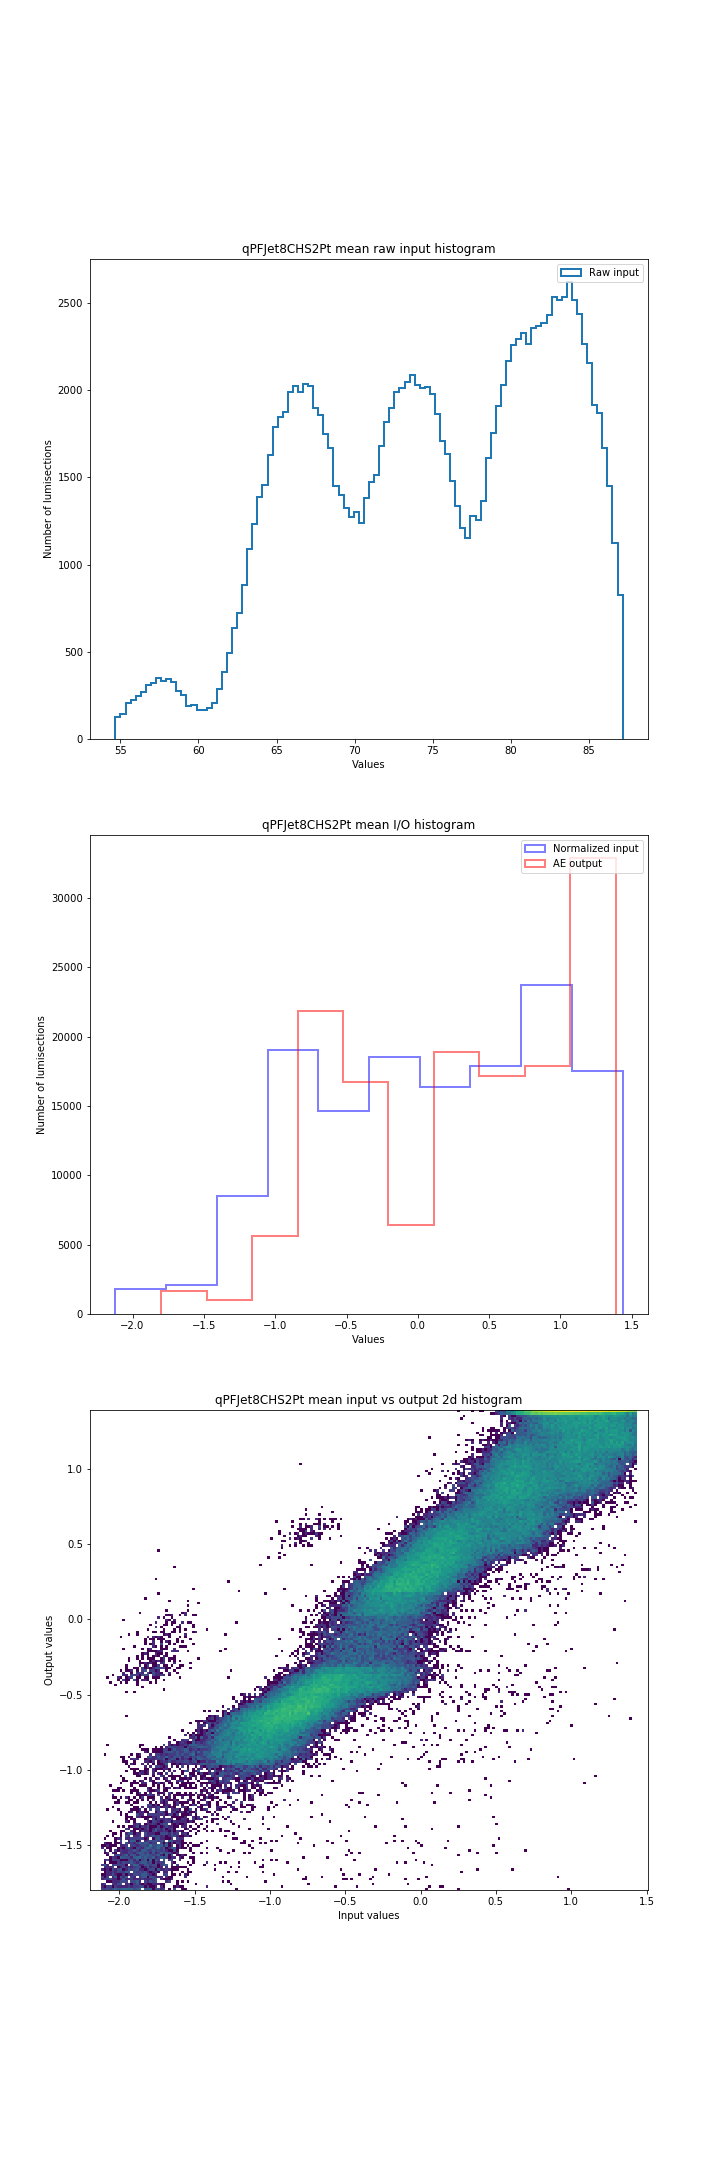 qPFJet8CHS2Pt mean raw input histogram
Raw input
2500
2000
1500
1000
500
0
Number of lumisections
55 60 65 70 75 80 85
Values
qPFJet8CHS2Pt mean I/O histogram
Normalized input
AE output
30000
25000
20000
15000
10000
5000
0
Number of lumisections
−2.0 −1.5 −1.0 −0.5 0.0 0.5 1.0 1.5
Values
qPFJet8CHS2Pt mean input vs output 2d histogram
1.0
0.5
0.0
−0.5
−1.0
−1.5
Output values
−2.0 −1.5 −1.0 −0.5 0.0 0.5 1.0 1.5
Input values